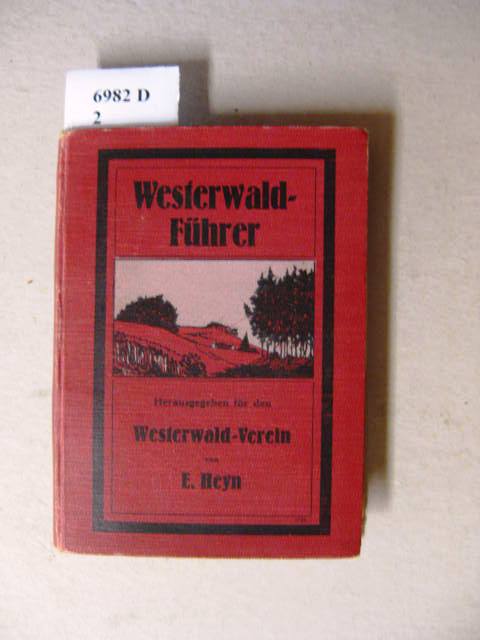 6982 D
2
Westerwald-
Führer
Herausgegeben für den
Westerwald-Verein
von
E. Heyn